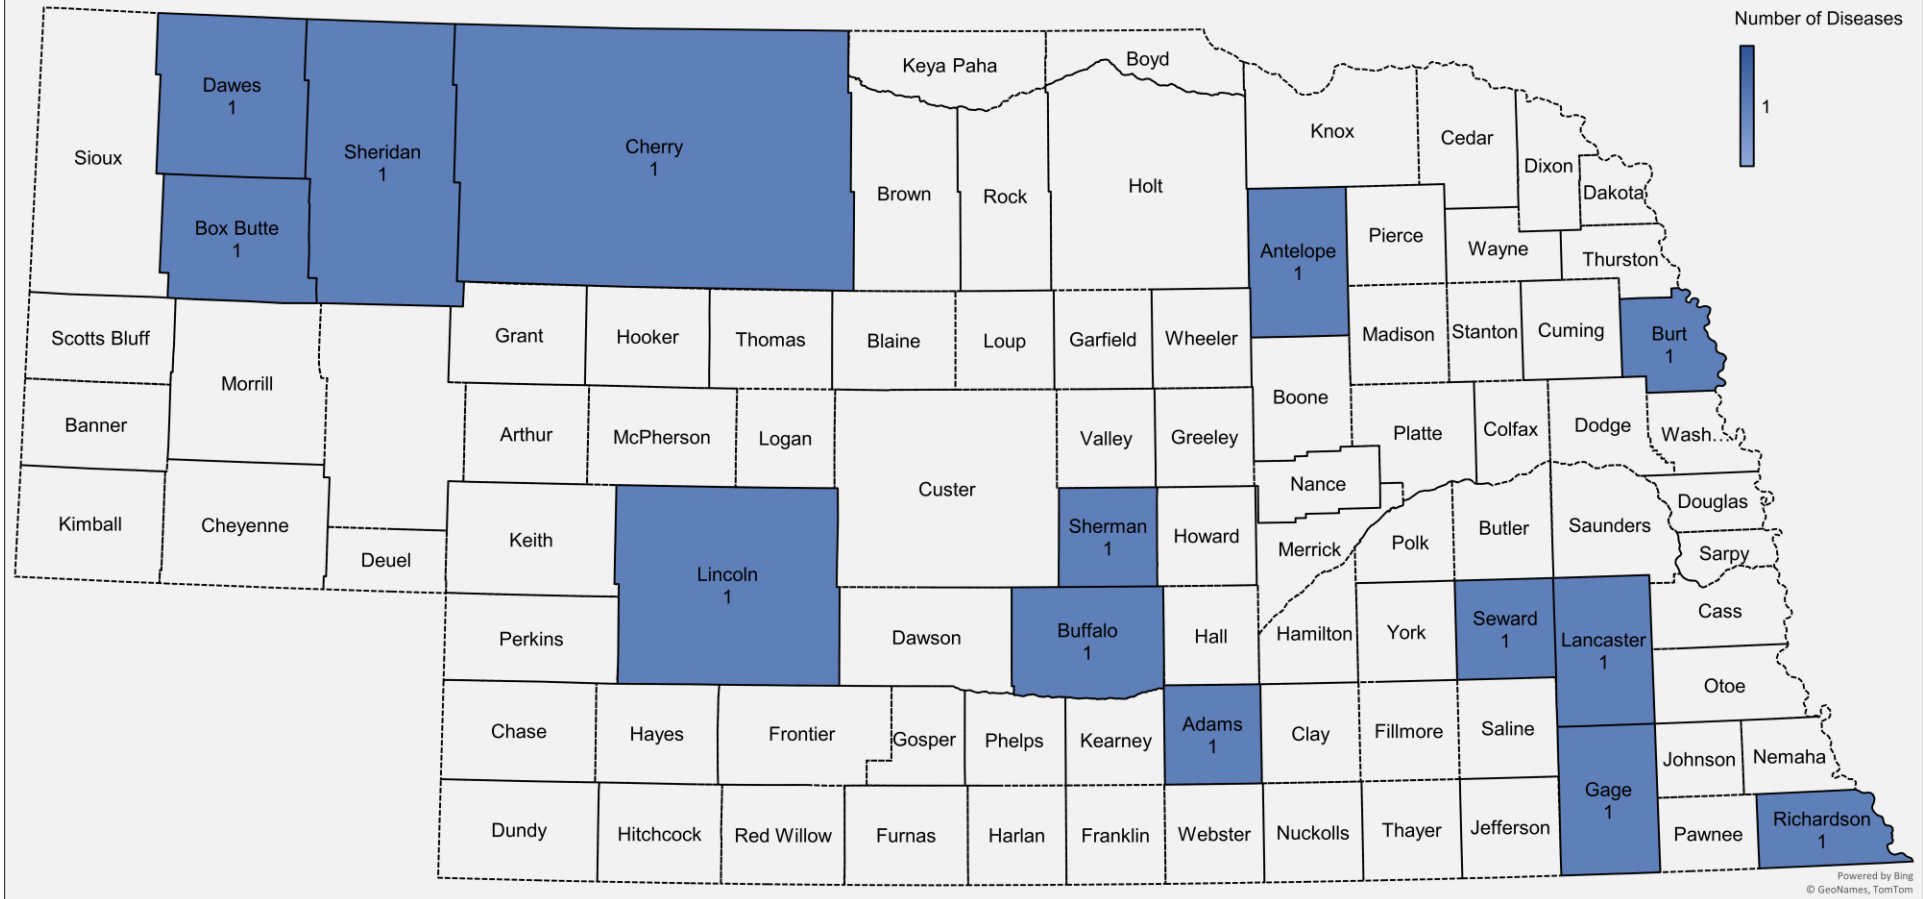 Number of Diseases
1
Keya Paha
Boyd
Dawes
1
Sheridan
1
Cherry
1
Sioux
Box Butte
1
Brown
Rock
Holt
Knox
Cedar
Dixon
Dakota
Antelope
1
Pierce
Wayne
Thurston
Scotts Bluff
Morrill
Grant
Hooker
Thomas
Blaine
Loup
Garfield
Wheeler
Madison
Stanton
Cuming
Burt
1
Banner
Arthur
McPherson
Logan
Custer
Valley
Greeley
Boone
Platte
Colfax
Dodge
Wash...
Kimball
Cheyenne
Deuel
Keith
Lincoln
1
Sherman
1
Howard
Nance
Merrick
Polk
Butler
Saunders
Douglas
Sarpy
Perkins
Dawson
Buffalo
1
Hall
Hamilton
York
Seward
1
Lancaster
1
Cass
Otoe
Chase
Hayes
Frontier
Gosper
Phelps
Kearney
Adams
1
Clay
Fillmore
Saline
Johnson
Nemaha
Dundy
Hitchcock
Red Willow
Furnas
Harlan
Franklin
Webster
Nuckolls
Thayer
Jefferson
Gage
1
Pawnee
Richardson
1
Powered by Bing
© GeoNames, TomTom